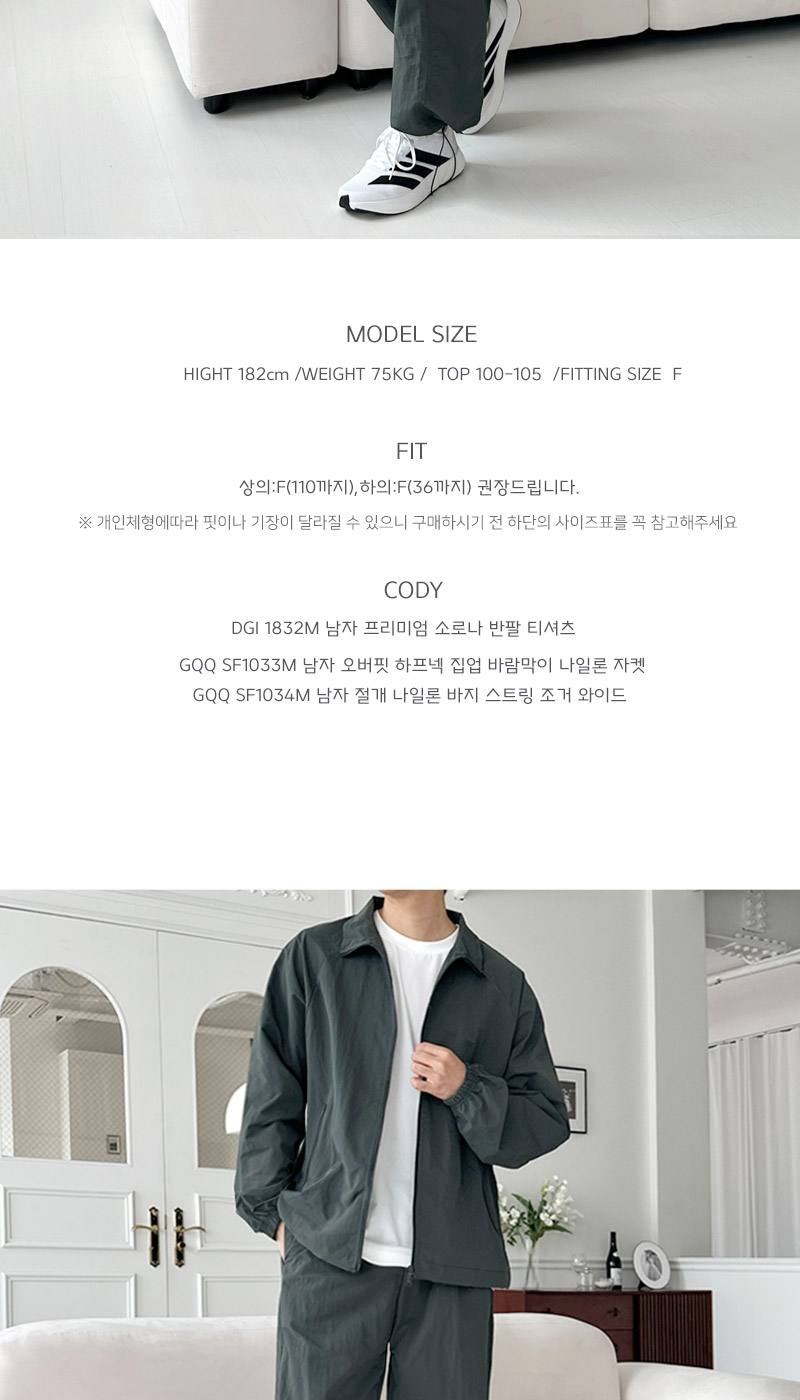 MODEL SIZE
HIGHT 182cm /WEIGHT 75KG / TOP 100-105 /FITTING SIZE F
FIT
상의:F(110까지),하의:F(36까지) 권장드립니다.
※ 개인체형에따라 핏이나 기장이 달라질 수 있으니 구매하시기 전 하단의 사이즈표를 꼭 참고해주세요
CODY
DGI 1832M 남자 프리미엄 소로나 반팔 티셔츠
GQQ SF1033M 남자 오버핏 하프넥 집업 바람막이 나일론 자켓
GQQ SF1034M 남자 절개 나일론 바지 스트링 조거 와이드